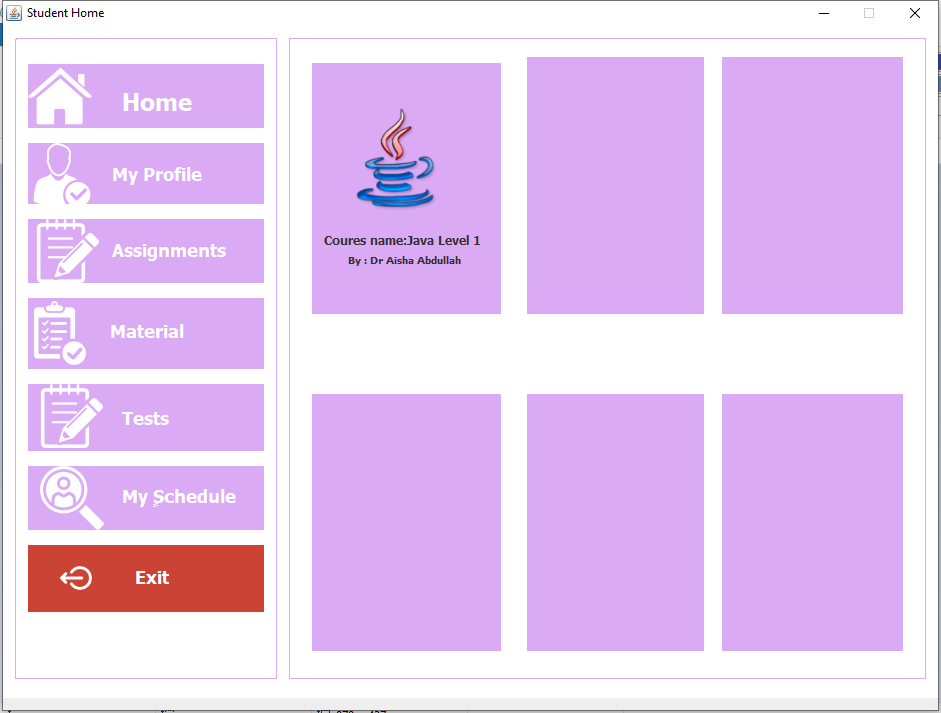 Student Home
Home
My Profile
Assignments
Material
Tests
My Schedule
Exit
Coures name:Java Level 1
By : Dr Aisha Abdullah